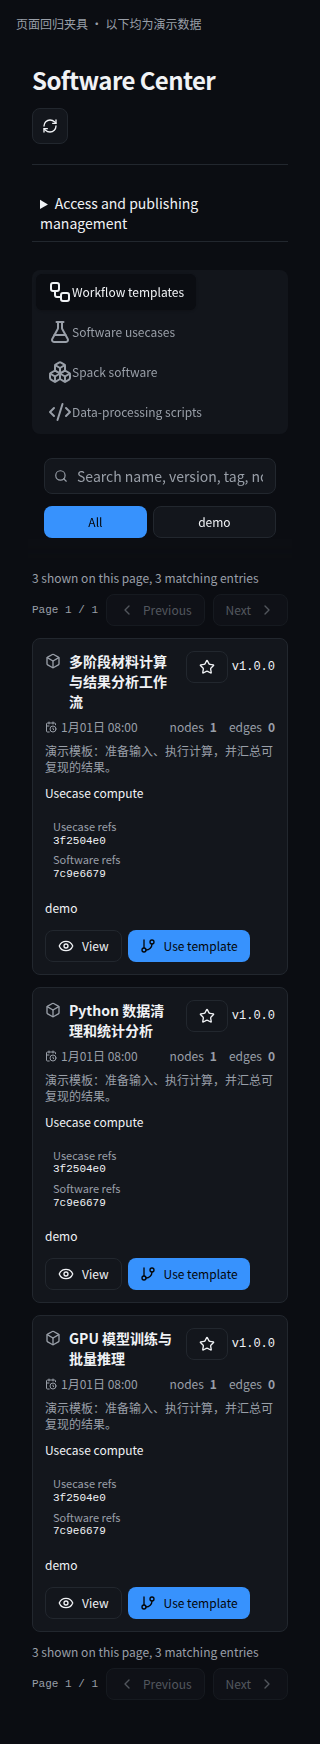 页面回归夹具 · 以下均为演示数据
Software Center
Access and publishing
management
Workflow templates
Software usecases
Spack software
Data-processing scripts
Search name, version, tag, no
All
demo
3 shown on this page, 3 matching entries
Page 1 / 1
Previous
Next
多阶段材料计算
与结果分析工作
流
v1.0.0
1月01日 08:00
nodes 1
edges 0
演示模板：准备输入、执行计算，并汇总可
复现的结果。
Usecase compute
Usecase refs
3f2504e0
Software refs
7c9e6679
demo
View
Use template
Python 数据清
理和统计分析
v1.0.0
1月01日 08:00
nodes 1
edges 0
演示模板：准备输入、执行计算，并汇总可
复现的结果。
Usecase compute
Usecase refs
3f2504e0
Software refs
7c9e6679
demo
View
Use template
GPU 模型训练与
批量推理
v1.0.0
1月01日 08:00
nodes 1
edges 0
演示模板：准备输入、执行计算，并汇总可
复现的结果。
Usecase compute
Usecase refs
3f2504e0
Software refs
7c9e6679
demo
View
Use template
3 shown on this page, 3 matching entries
Page 1 / 1
Previous
Next